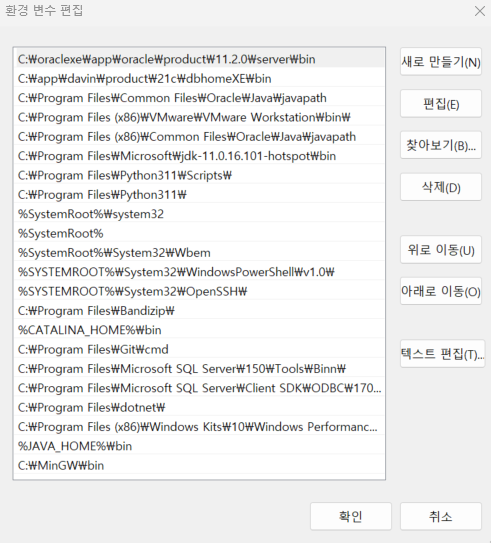 환경 변수 편집
C:₩oraclexe₩app₩oracle₩product₩11.2.0₩server₩bin
C:₩app₩davin₩product₩21c₩dbhomeXE₩bin
C:₩Program Files₩Common Files₩Oracle₩Java₩javapath
C:₩Program Files (x86)₩VMware₩VMware Workstation₩bin₩
C:₩Program Files (x86)₩Common Files₩Oracle₩Java₩javapath
C:₩Program Files₩Microsoft₩jdk-11.0.16.101-hotspot₩bin
C:₩Program Files₩Python311₩Scripts₩
C:₩Program Files₩Python311₩
%SystemRoot%₩system32
%SystemRoot%
%SystemRoot%₩System32₩Wbem
%SYSTEMROOT%₩System32₩WindowsPowerShell₩v1.0₩
%SYSTEMROOT%₩System32₩OpenSSH₩
C:₩Program Files₩Bandizip₩
%CATALINA_HOME%₩bin
C:₩Program Files₩Git₩cmd
C:₩Program Files₩Microsoft SQL Server₩150₩Tools₩Binn₩
C:₩Program Files₩Microsoft SQL Server₩Client SDK₩ODBC₩170...
C:₩Program Files₩dotnet₩
C:₩Program Files (x86)₩Windows Kits₩10₩Windows Performanc...
%JAVA_HOME%₩bin
C:₩MinGW₩bin
새로 만들기(N)
편집(E)
찾아보기(B)...
삭제(D)
위로 이동(U)
아래로 이동(O)
텍스트 편집(T)...
확인
취소